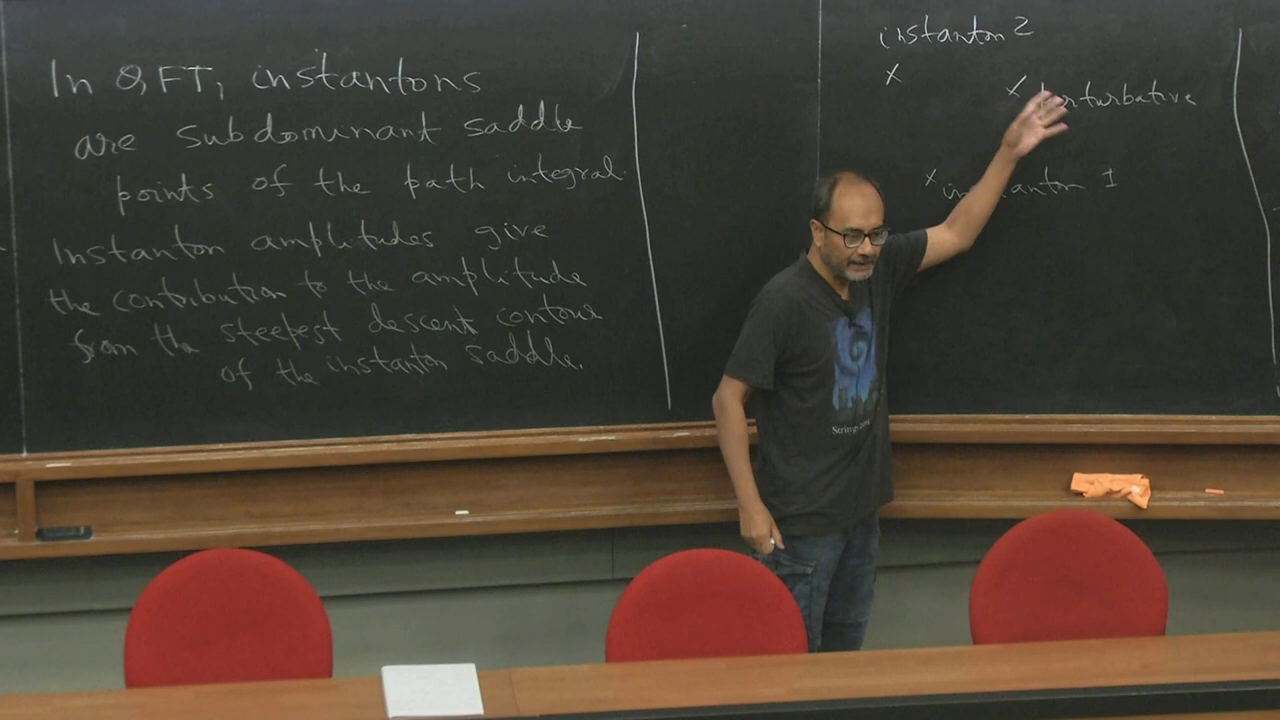 In QFT, instantons
are subdominant saddle
points of the path integral.
Instanton amplitudes give
the contribution to the amplitude
from the steepest descent contour
of the instanton saddle.
instanton 2
x
x
x instanton 1
Strings